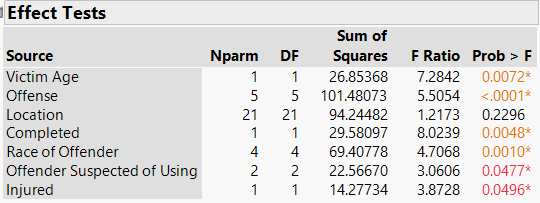 Effect Tests
Sum of
Source Nparm DF Squares F Ratio Prob > F
Victim Age 1 1 26.85368 7.2842 0.0072*
Offense 5 5 101.48073 5.5054 <.0001*
Location 21 21 94.24482 1.2173 0.2296
Completed 1 1 29.58097 8.0239 0.0048*
Race of Offender 4 4 69.40778 4.7068 0.0010*
Offender Suspected of Using 2 2 22.56670 3.0606 0.0477*
Injured 1 1 14.27734 3.8728 0.0496*